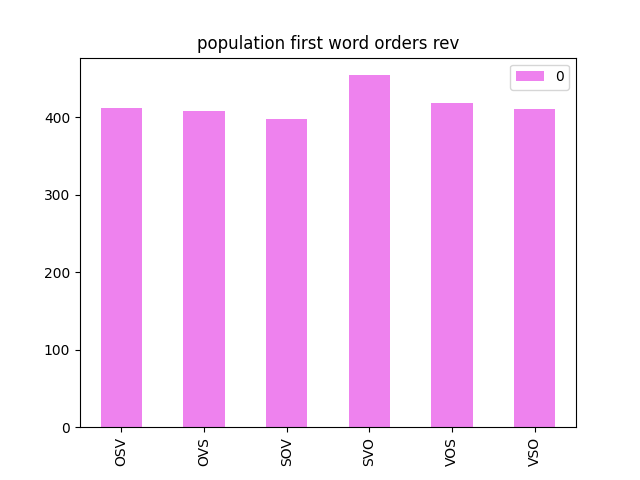 population first word orders rev
0
400
300
200
100
0
OSV
OVS
SOV
SVO
VOS
VSO